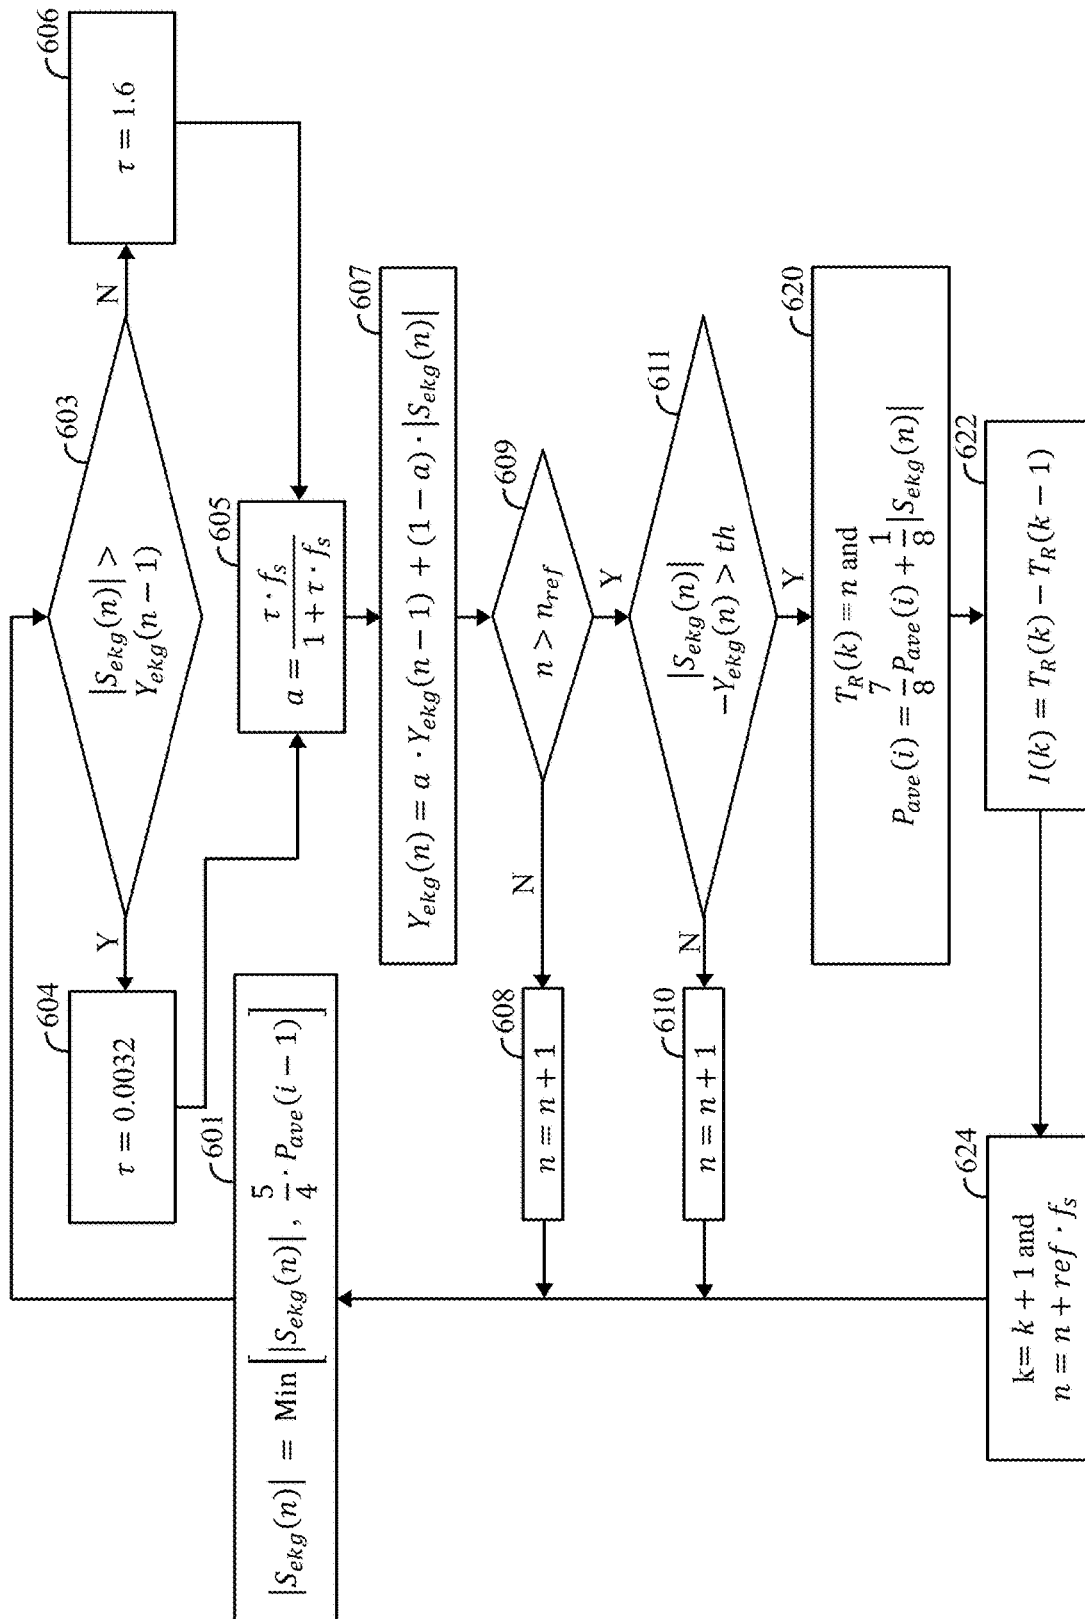 601
|S_ekg(n)| = Min [|S_ekg(n)|, 5/4 · P_ave(i − 1)]
603
|S_ekg(n)| >
Y_ekg(n − 1)
Y
N
604
τ = 0.0032
606
τ = 1.6
605
a = τ · f_s / 1 + τ · f_s
607
Y_ekg(n) = a · Y_ekg(n − 1) + (1 − a) · |S_ekg(n)|
609
n > n_ref
N
Y
608
n = n + 1
611
|S_ekg(n)|
−Y_ekg(n) > th
N
Y
610
n = n + 1
620
T_R(k) = n and
P_ave(i) = 7/8 P_ave(i) + 1/8 |S_ekg(n)|
622
I(k) = T_R(k) − T_R(k − 1)
624
k= k + 1 and
n = n + ref · f_s